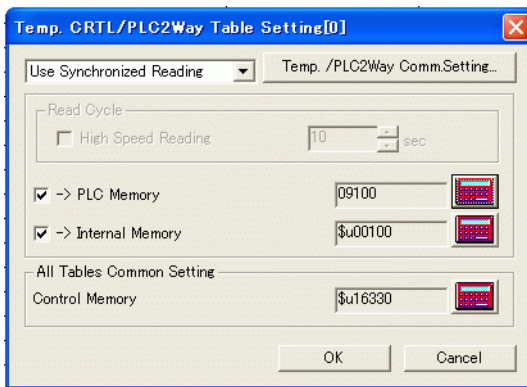 Temp. CRTL/PLC2Way Table Setting[0]
Use Synchronized Reading
Temp. /PLC2Way Comm.Setting...
Read Cycle
High Speed Reading
10
sec
-> PLC Memory
09100
-> Internal Memory
$u00100
All Tables Common Setting
Control Memory
$u16330
OK
Cancel